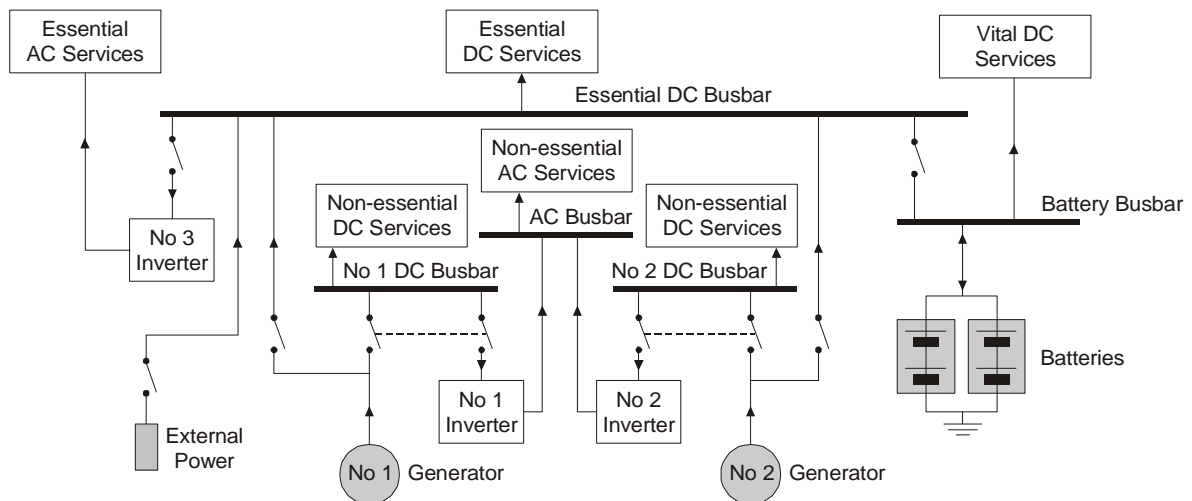 Essential
AC Services
Essential
DC Services
Vital DC
Services
Essential DC Busbar
Non-essential
AC Services
Non-essential
DC Services
Non-essential
DC Services
AC Busbar
Battery Busbar
No 3
Inverter
No 1 DC Busbar
No 2 DC Busbar
Batteries
No 1
Inverter
No 2
Inverter
External
Power
No 1 Generator
No 2 Generator